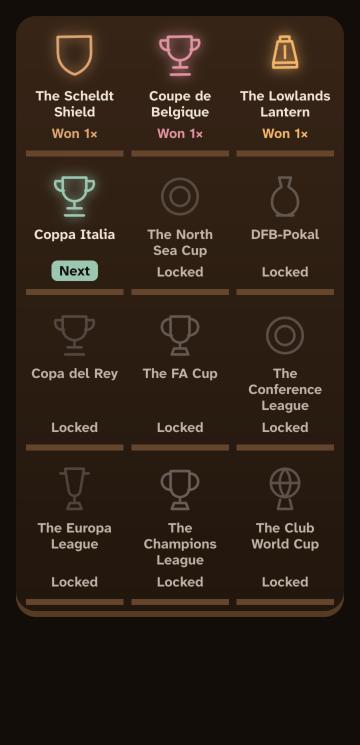 The Scheldt
Shield
Won 1×
Coupe de
Belgique
Won 1×
The Lowlands
Lantern
Won 1×
Coppa Italia
Next
The North
Sea Cup
Locked
DFB-Pokal
Locked
Copa del Rey
Locked
The FA Cup
Locked
The
Conference
League
Locked
The Europa
League
Locked
The
Champions
League
Locked
The Club
World Cup
Locked